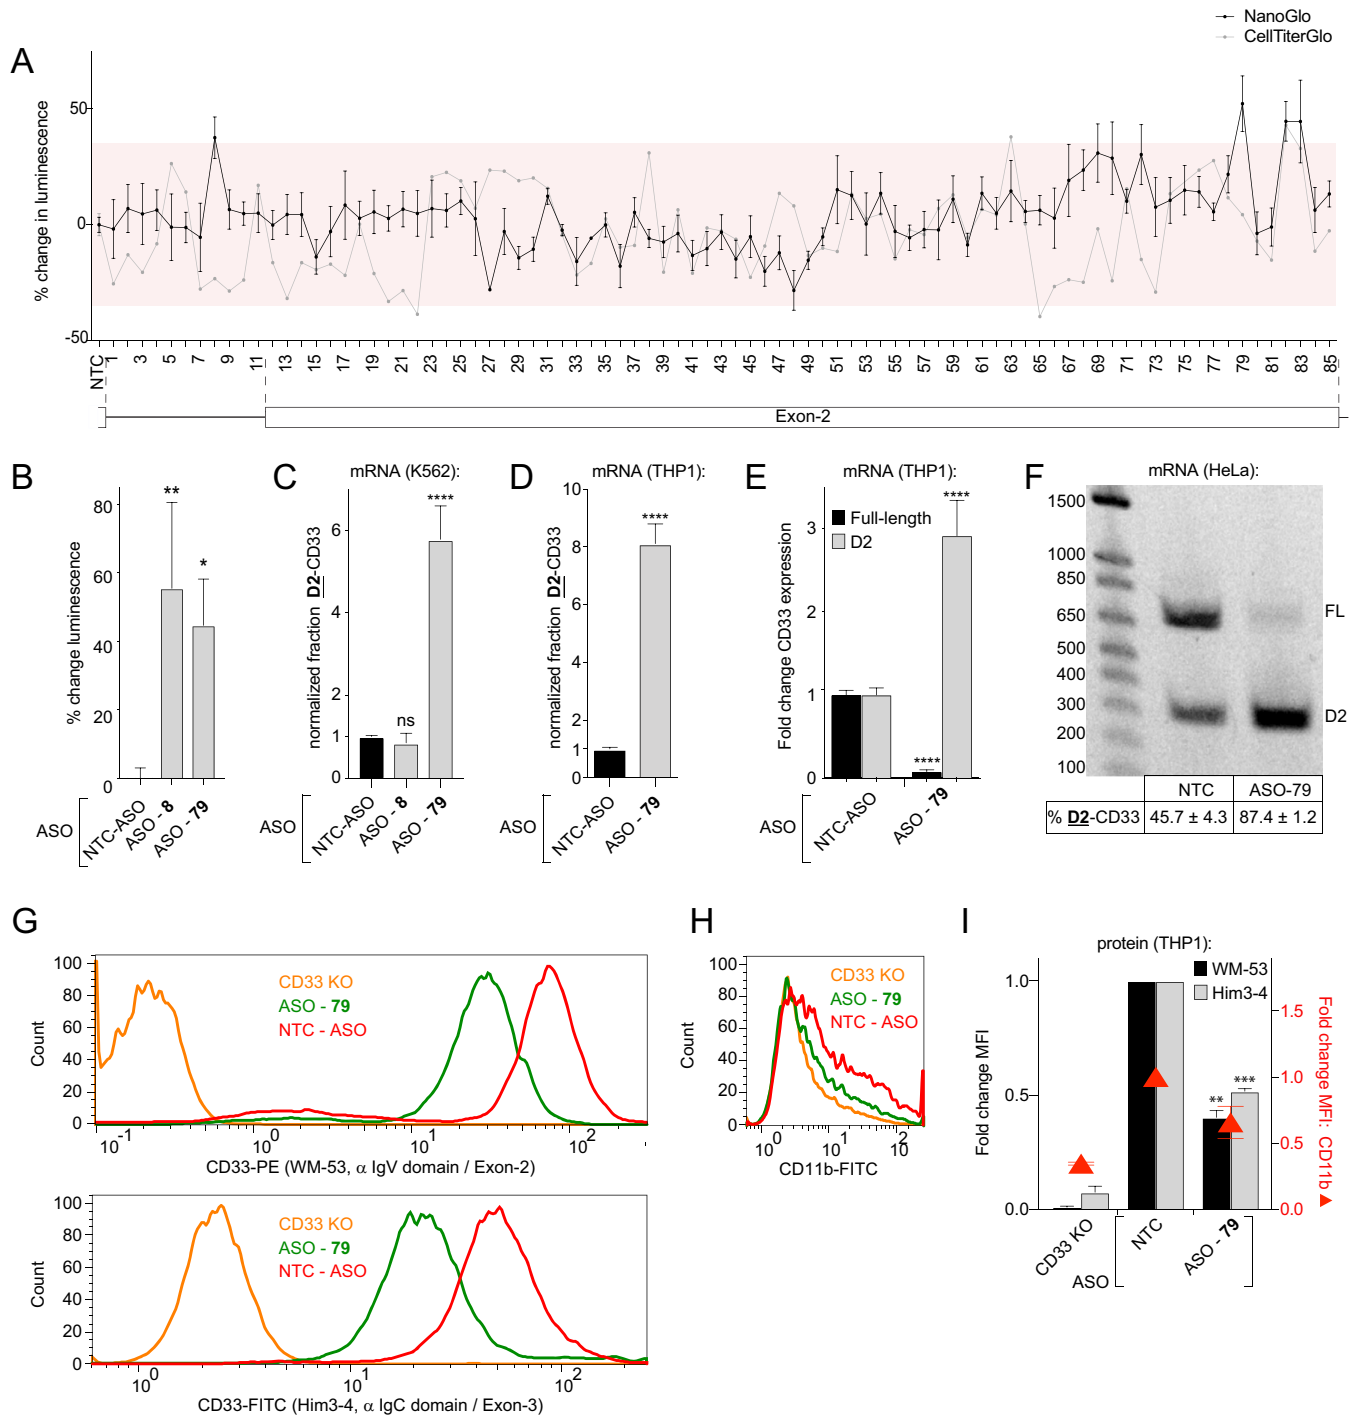 NanoGlo
CellTiterGlo
A
% change in luminescence
50
0
-50
NTC 1 3 5 7 9 11 13 15 17 19 21 23 25 27 29 31 33 35 37 39 41 43 45 47 49 51 53 55 57 59 61 63 65 67 69 71 73 75 77 79 81 83 85
Exon-2
B
% change luminescence
80
60
40
20
0
**
*
ASO
NTC-ASO
ASO - 8
ASO - 79
C
mRNA (K562):
normalized fraction D2-CD33
6
4
2
0
ns
****
ASO
NTC-ASO
ASO - 8
ASO - 79
D
mRNA (THP1):
normalized fraction D2-CD33
10
8
6
4
2
1
0
****
ASO
NTC-ASO
ASO - 79
E
mRNA (THP1):
Fold change CD33 expression
3
2
1
0
Full-length
D2
****
****
ASO
NTC-ASO
ASO - 79
F
mRNA (HeLa):
1500
1000
850
650
500
400
300
200
100
FL
D2
NTC ASO-79
% D2-CD33 45.7 ± 4.3 87.4 ± 1.2
G
Count
100
80
60
40
20
0
CD33 KO
ASO - 79
NTC - ASO
10-1 100 101 102
CD33-PE (WM-53, α IgV domain / Exon-2)
Count
100
80
60
40
20
0
CD33 KO
ASO - 79
NTC - ASO
100 101 102
CD33-FITC (Him3-4, α IgC domain / Exon-3)
H
Count
100
80
60
40
20
0
CD33 KO
ASO - 79
NTC - ASO
100 101 102
CD11b-FITC
I
protein (THP1):
WM-53
Him3-4
Fold change MFI
1.0
0.5
0.0
** ***
1.5
1.0
0.5
0.0
Fold change MFI: CD11b ▲
CD33 KO
NTC
ASO - 79
ASO